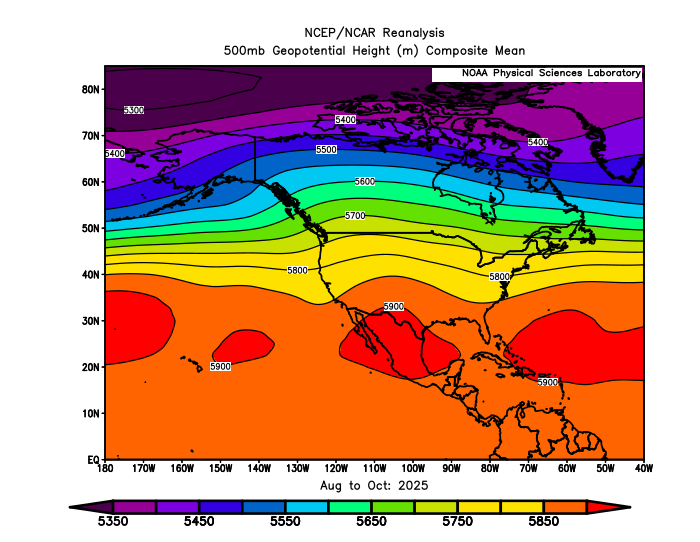 NCEP/NCAR Reanalysis
500mb Geopotential Height (m) Composite Mean
NOAA Physical Sciences Laboratory
80N
5300
5400
70N
5400
5500
5400
60N
5600
5700
50N
5800
5800
40N
5900
30N
20N
5900
5900
10N
EQ
180 170W 160W 150W 140W 130W 120W 110W 100W 90W 80W 70W 60W 50W 40W
Aug to Oct: 2025
5350 5450 5550 5650 5750 5850